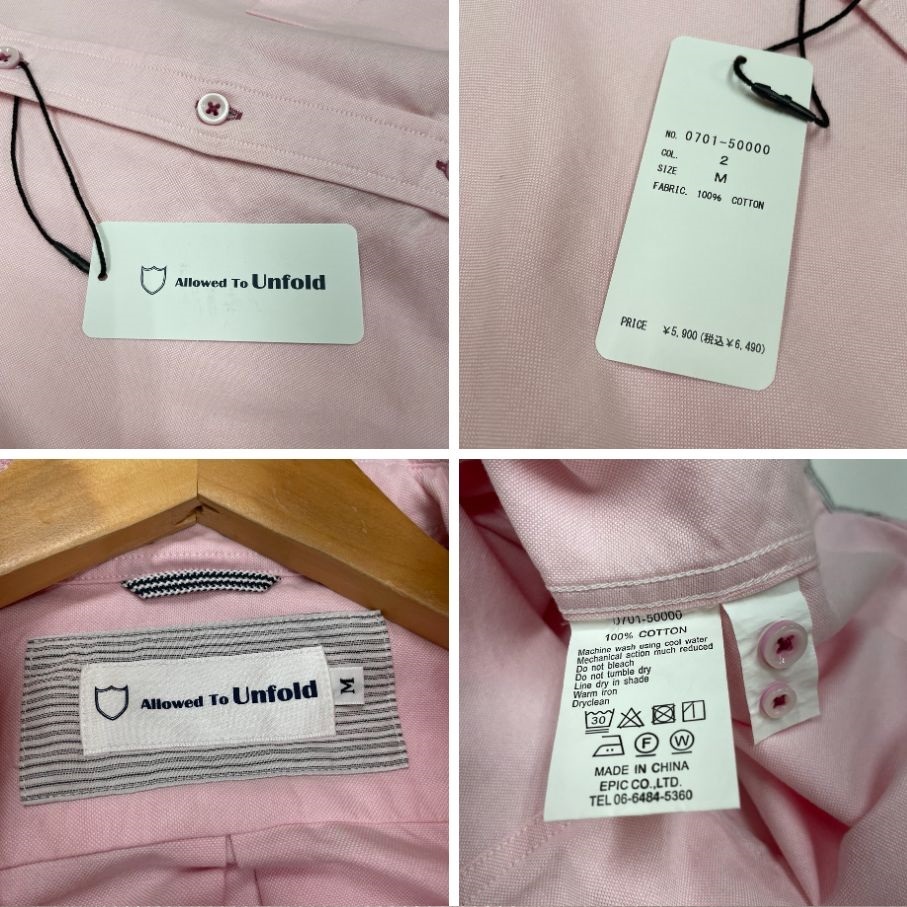 Allowed To Unfold
NO. 0701-50000
COL. 2
SIZE M
FABRIC. 100% COTTON
PRICE ¥5,900(税込¥6,490)
Allowed To Unfold
M
0701-50000
100% COTTON
Machine wash using cool water
Mechanical action much reduced
Do not bleach
Do not tumble dry
Line dry in shade
Warm iron
Dryclean
30
F W
MADE IN CHINA
EPIC CO.,LTD.
TEL 06-6484-5360